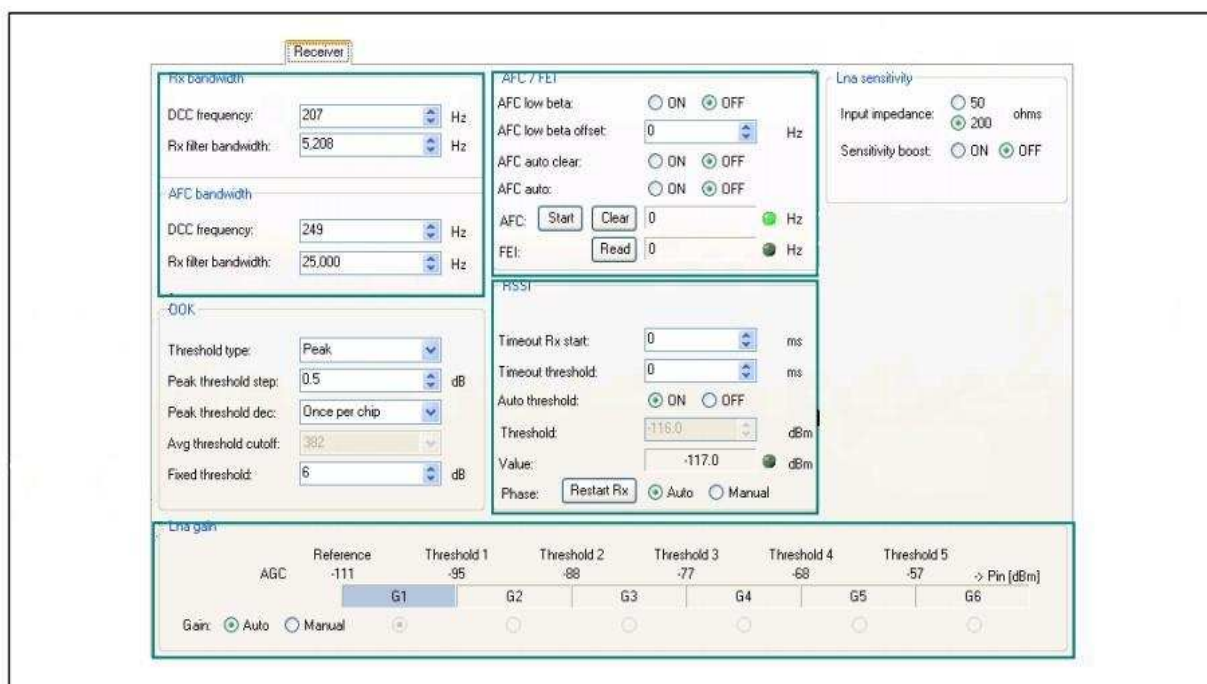 Receiver
Rx bandwidth
DCC frequency: 207 Hz
Rx filter bandwidth: 5,208 Hz
AFC bandwidth
DCC frequency: 249 Hz
Rx filter bandwidth: 25,000 Hz
OOK
Threshold type: Peak
Peak threshold step: 0.5 dB
Peak threshold dec: Once per chip
Avg threshold cutoff: 382
Fixed threshold: 6 dB
AFC / FEI
AFC low beta: ON OFF
AFC low beta offset: 0 Hz
AFC auto clear: ON OFF
AFC auto: ON OFF
AFC: Start Clear 0 Hz
FEI: Read 0 Hz
RSSI
Timeout Rx start: 0 ms
Timeout threshold: 0 ms
Auto threshold: ON OFF
Threshold: -116.0 dBm
Value: -117.0 dBm
Phase: Restart Rx Auto Manual
Lna sensitivity
Input impedance: 50 200 ohms
Sensitivity boost: ON OFF
Lna gain
Reference Threshold 1 Threshold 2 Threshold 3 Threshold 4 Threshold 5
AGC -111 -95 -88 -77 -68 -57 -> Pin [dBm]
G1 G2 G3 G4 G5 G6
Gain: Auto Manual